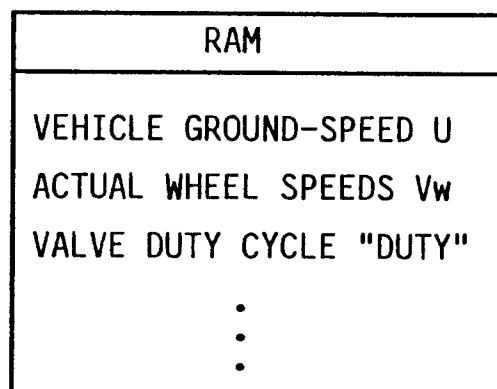 RAM
VEHICLE GROUND-SPEED U
ACTUAL WHEEL SPEEDS Vw
VALVE DUTY CYCLE "DUTY"